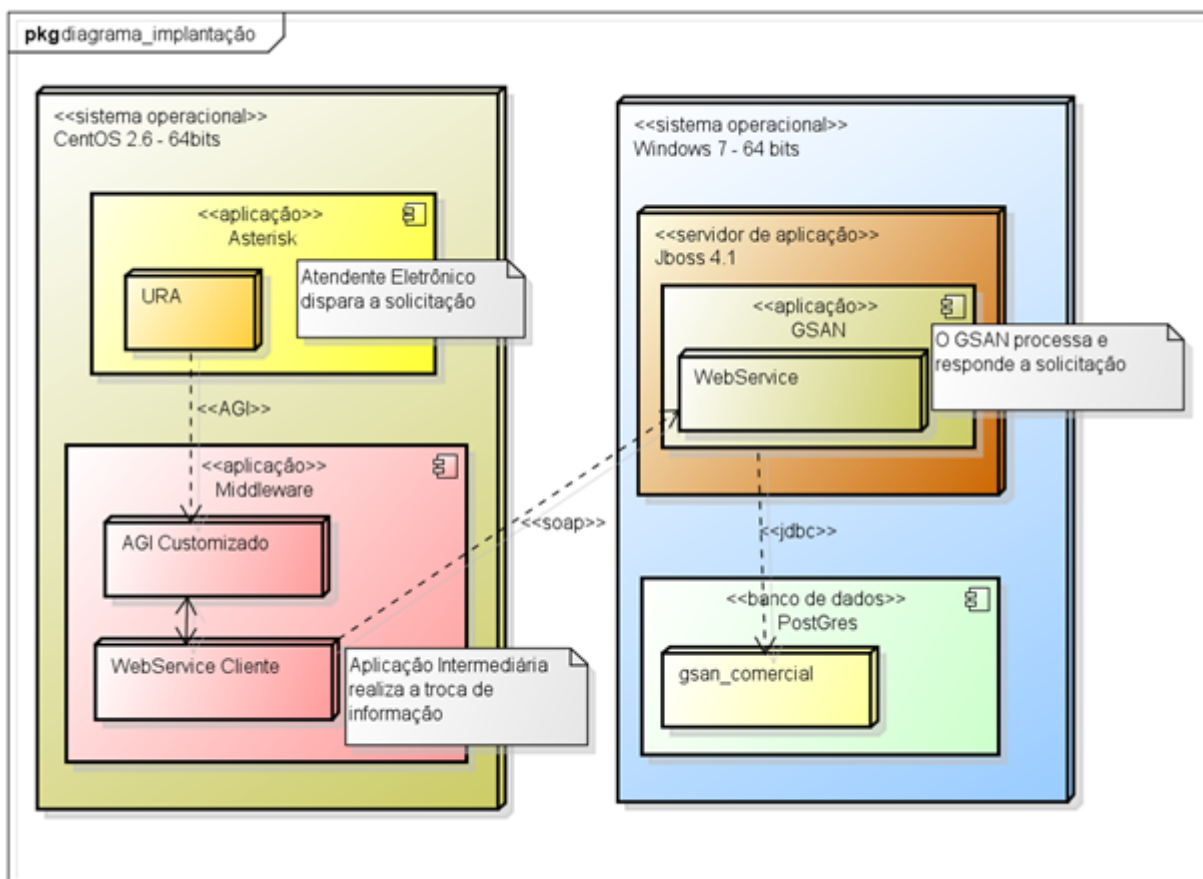 pkg diagrama_implantação
<<sistema operacional>>
CentOS 2.6 - 64bits
<<aplicação>>
Asterisk
URA
Atendente Eletrônico
dispara a solicitação
<<AGI>>
<<aplicação>>
Middleware
AGI Customizado
WebService Cliente
Aplicação Intermediária
realiza a troca de
informação
<<soap>>
<<sistema operacional>>
Windows 7 - 64 bits
<<servidor de aplicação>>
Jboss 4.1
<<aplicação>>
GSAN
WebService
O GSAN processa e
responde a solicitação
<<jdbc>>
<<banco de dados>>
PostGres
gsan_comercial